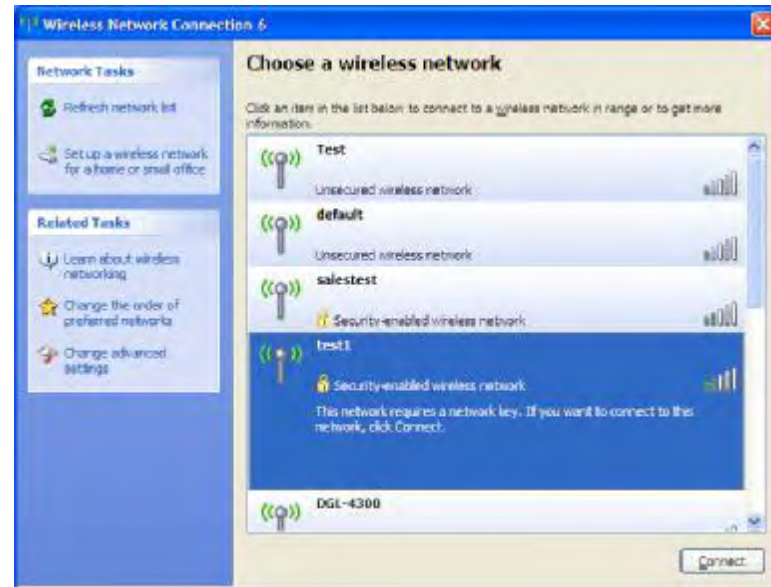 Wireless Network Connection 6
Network Tasks
Refresh network list
Set up a wireless network
for a home or small office
Related Tasks
Learn about wireless
networking
Change the order of
preferred networks
Change advanced
settings
Choose a wireless network
Click an item in the list below to connect to a wireless network in range or to get more
information.
Test
Unsecured wireless network
default
Unsecured wireless network
salestest
Security-enabled wireless network
test1
Security-enabled wireless network
This network requires a network key. If you want to connect to this
network, click Connect.
DGL-4300
Connect